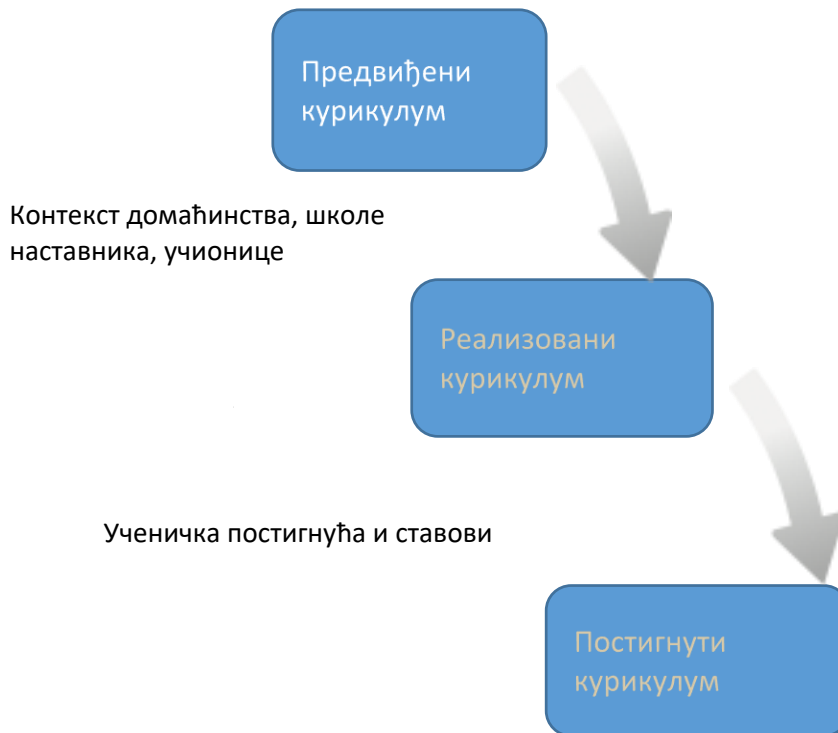 Предвиђени
курикулум
Контекст домаћинства, школе
наставника, учионице
Реализовани
курикулум
Ученичка постигнућа и ставови
Постигнути
курикулум